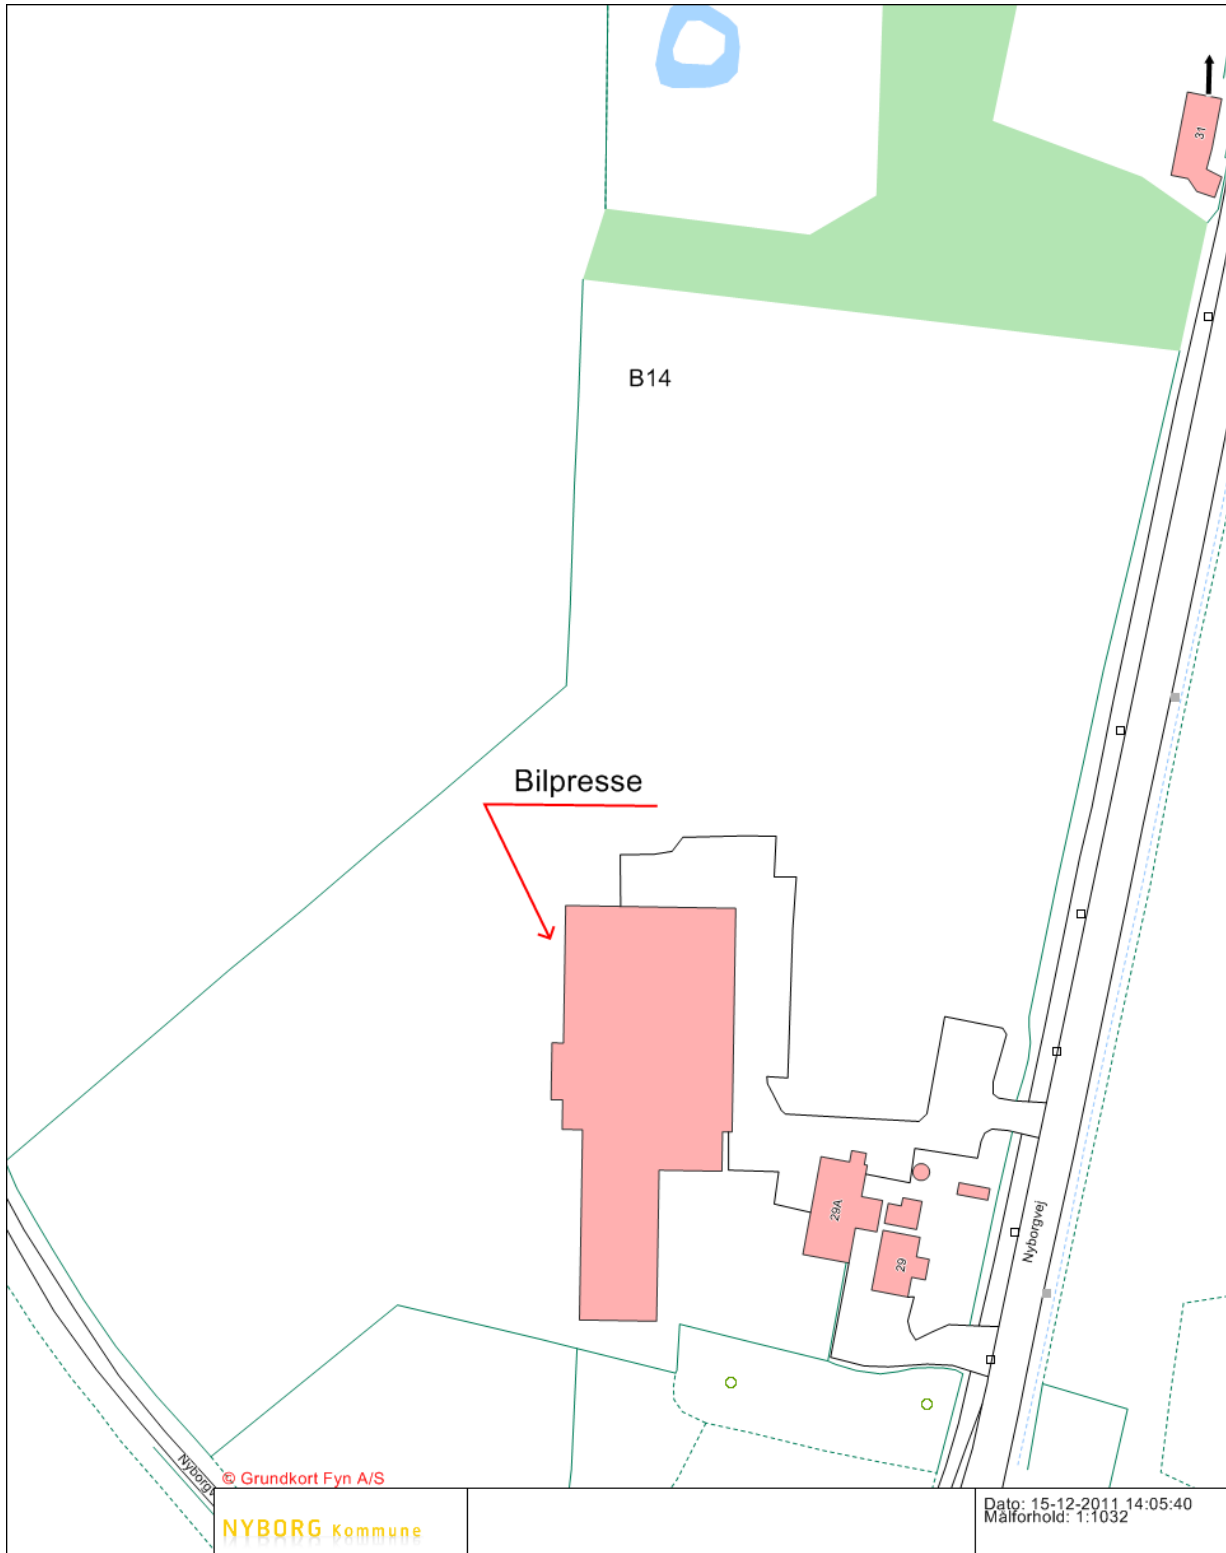 31
B14
Bilpresse
29A
29
Nyborgvej
Nyborgv
© Grundkort Fyn A/S
NYBORG Kommune
Dato: 15-12-2011 14:05:40
Målforhold: 1:1032